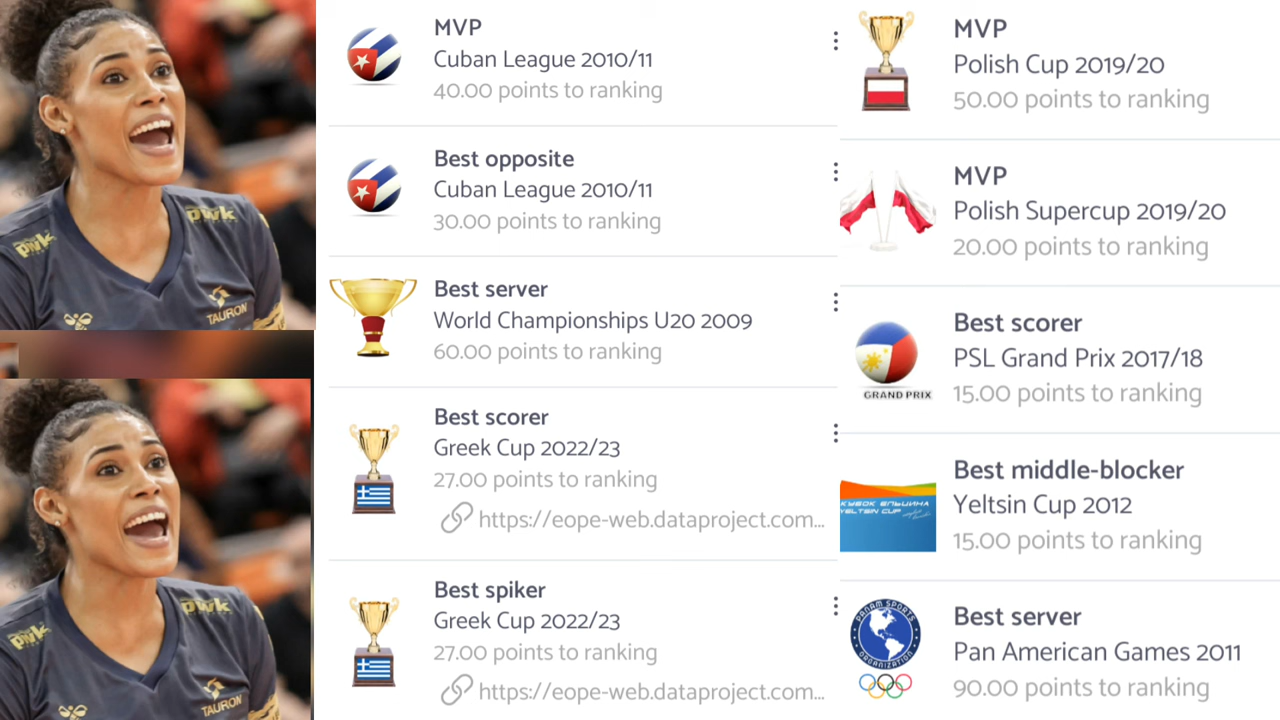 pwk
pwk
TAURON
pwk
pwk
TAURON
MVP
Cuban League 2010/11
40.00 points to ranking
Best opposite
Cuban League 2010/11
30.00 points to ranking
Best server
World Championships U20 2009
60.00 points to ranking
Best scorer
Greek Cup 2022/23
27.00 points to ranking
https://eope-web.dataproject.com...
Best spiker
Greek Cup 2022/23
27.00 points to ranking
https://eope-web.dataproject.com...
MVP
Polish Cup 2019/20
50.00 points to ranking
MVP
Polish Supercup 2019/20
20.00 points to ranking
GRAND PRIX
Best scorer
PSL Grand Prix 2017/18
15.00 points to ranking
КУБОК ЕЛЬЦИНА
YELTSIN CUP
Best middle-blocker
Yeltsin Cup 2012
15.00 points to ranking
PANAM SPORTS
ORGANIZATION
Best server
Pan American Games 2011
90.00 points to ranking